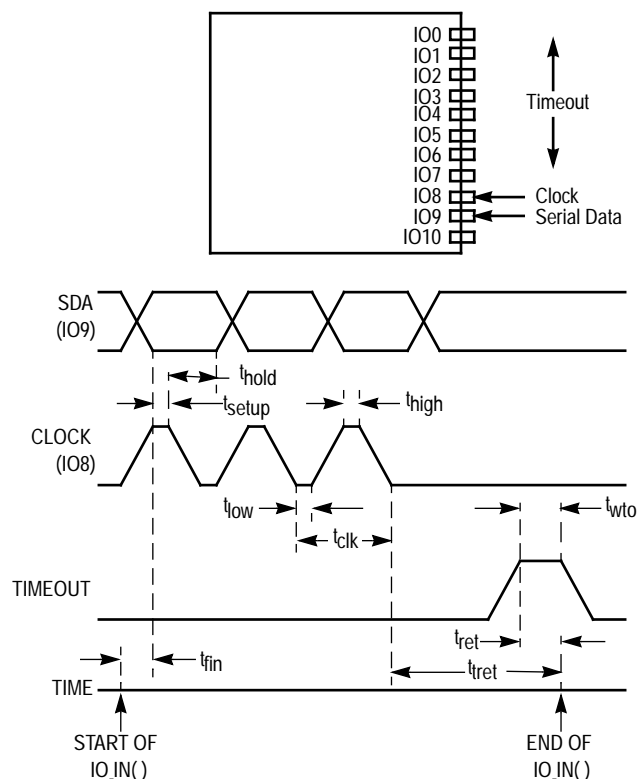 IO0
IO1
IO2
IO3
IO4
IO5
IO6
IO7
IO8
IO9
IO10
Timeout
Clock
Serial Data
SDA
(IO9)
thold
tsetup
thigh
CLOCK
(IO8)
tlow
tclk
twto
TIMEOUT
tret
tfin
ttret
TIME
START OF
IO_IN( )
END OF
IO_IN( )